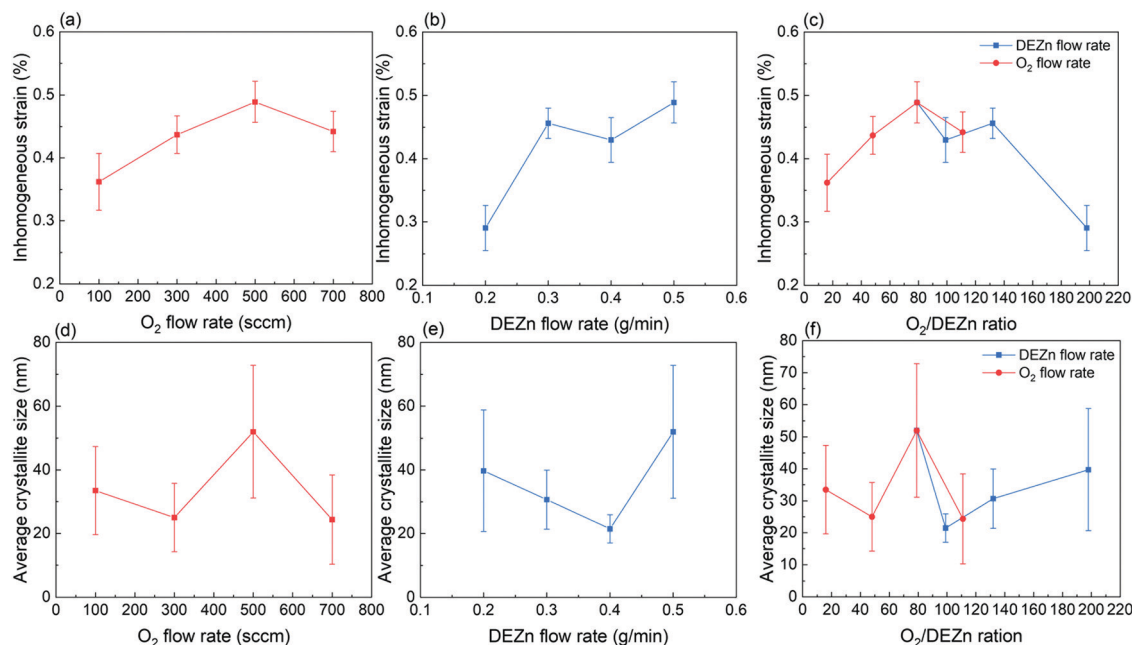 (a)
0.6
0.5
0.4
0.3
0.2
Inhomogeneous strain (%)
0 100 200 300 400 500 600 700 800
O₂ flow rate (sccm)
(b)
0.6
0.5
0.4
0.3
0.2
Inhomogeneous strain (%)
0.1 0.2 0.3 0.4 0.5 0.6
DEZn flow rate (g/min)
(c)
0.6
0.5
0.4
0.3
0.2
Inhomogeneous strain (%)
DEZn flow rate
O₂ flow rate
0 20 40 60 80 100 120 140 160 180 200 220
O₂/DEZn ratio
(d)
80
60
40
20
0
Average crystallite size (nm)
0 100 200 300 400 500 600 700 800
O₂ flow rate (sccm)
(e)
80
60
40
20
0
Average crystallite size (nm)
0.1 0.2 0.3 0.4 0.5 0.6
DEZn flow rate (g/min)
(f)
80
70
60
50
40
30
20
10
0
Average crystallite size (nm)
DEZn flow rate
O₂ flow rate
0 20 40 60 80 100 120 140 160 180 200 220
O₂/DEZn ration